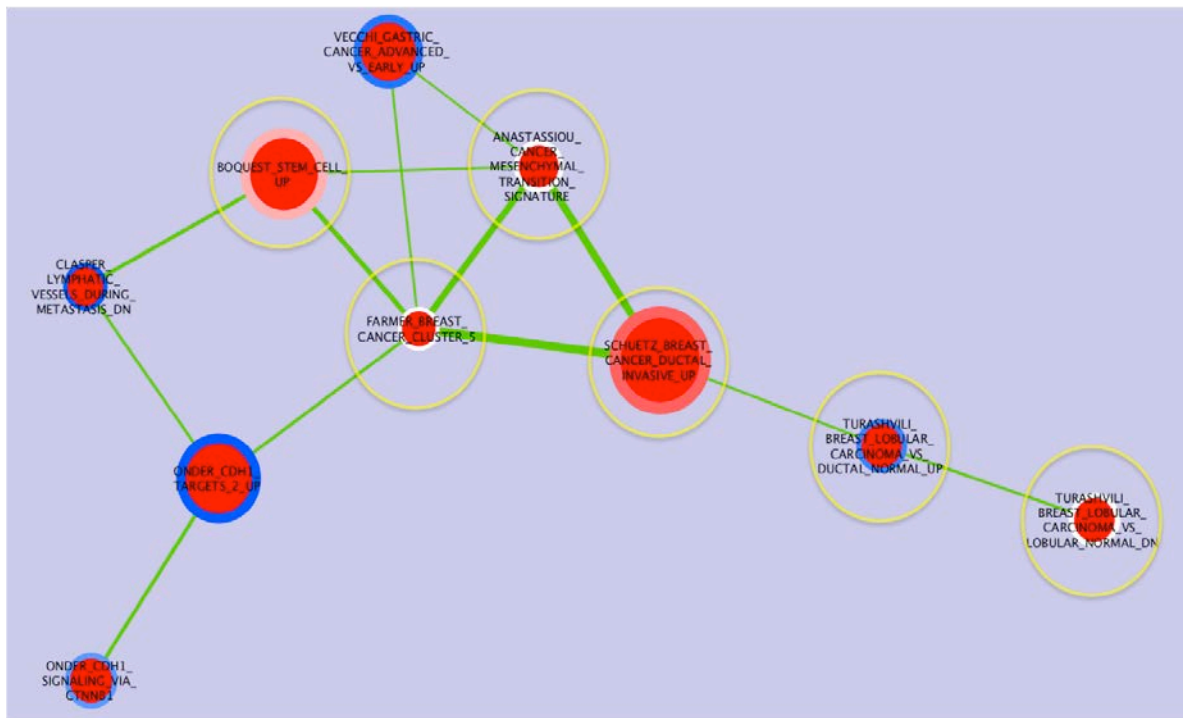 VECCHI_GASTRIC_
CANCER_ADVANCED_
VS_EARLY_UP
BOQUEST_STEM_CELL_
UP
ANASTASSIOU_
CANCER_
MESENCHYMAL_
TRANSITION_
SIGNATURE
CLASPER_
LYMPHATIC_
VESSELS_DURING_
METASTASIS_DN
FARMER_BREAST_
CANCER_CLUSTER_5
SCHUETZ_BREAST_
CANCER_DUCTAL_
INVASIVE_UP
TURASHVILI_
BREAST_LOBULAR_
CARCINOMA_VS_
DUCTAL_NORMAL_UP
TURASHVILI_
BREAST_LOBULAR_
CARCINOMA_VS_
LOBULAR_NORMAL_DN
ONDER_CDH1_
TARGETS_2_UP
ONDER_CDH1_
SIGNALING_VIA_
CTNNB1